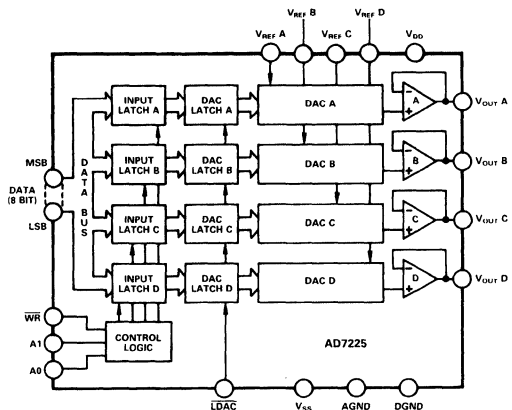 VREF B VREF D
VREF A VREF C VDD
INPUT LATCH A
DAC LATCH A
DAC A
A
VOUT A
INPUT LATCH B
DAC LATCH B
DAC B
B
VOUT B
MSB
DATA (8 BIT)
LSB
DATA BUS
INPUT LATCH C
DAC LATCH C
DAC C
C
VOUT C
INPUT LATCH D
DAC LATCH D
DAC D
D
VOUT D
WR
A1
A0
CONTROL LOGIC
AD7225
LDAC VSS AGND DGND